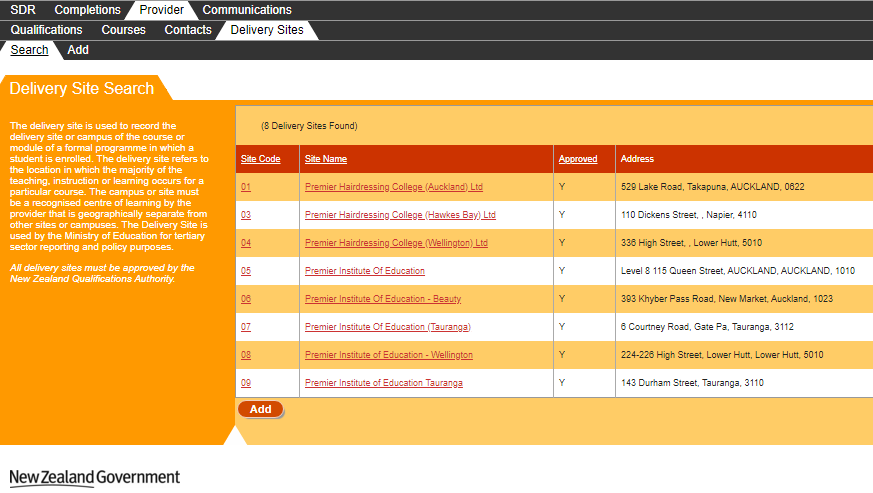 SDR Completions Provider Communications
Qualifications Courses Contacts Delivery Sites
Search Add
Delivery Site Search
The delivery site is used to record the
delivery site or campus of the course or
module of a formal programme in which a
student is enrolled. The delivery site refers to
the location in which the majority of the
teaching, instruction or learning occurs for a
particular course. The campus or site must
be a recognised centre of learning by the
provider that is geographically separate from
other sites or campuses. The Delivery Site is
used by the Ministry of Education for tertiary
sector reporting and policy purposes.
All delivery sites must be approved by the
New Zealand Qualifications Authority.
(8 Delivery Sites Found)
Site Code Site Name Approved Address
01 Premier Hairdressing College (Auckland) Ltd Y 529 Lake Road, Takapuna, AUCKLAND, 0622
03 Premier Hairdressing College (Hawkes Bay) Ltd Y 110 Dickens Street, , Napier, 4110
04 Premier Hairdressing College (Wellington) Ltd Y 336 High Street, , Lower Hutt, 5010
05 Premier Institute Of Education Y Level 8 115 Queen Street, AUCKLAND, AUCKLAND, 1010
06 Premier Institute Of Education - Beauty Y 393 Khyber Pass Road, New Market, Auckland, 1023
07 Premier Institute Of Education (Tauranga) Y 6 Courtney Road, Gate Pa, Tauranga, 3112
08 Premier Institute of Education - Wellington Y 224-226 High Street, Lower Hutt, Lower Hutt, 5010
09 Premier Institute of Education Tauranga Y 143 Durham Street, Tauranga, 3110
Add
New Zealand Government